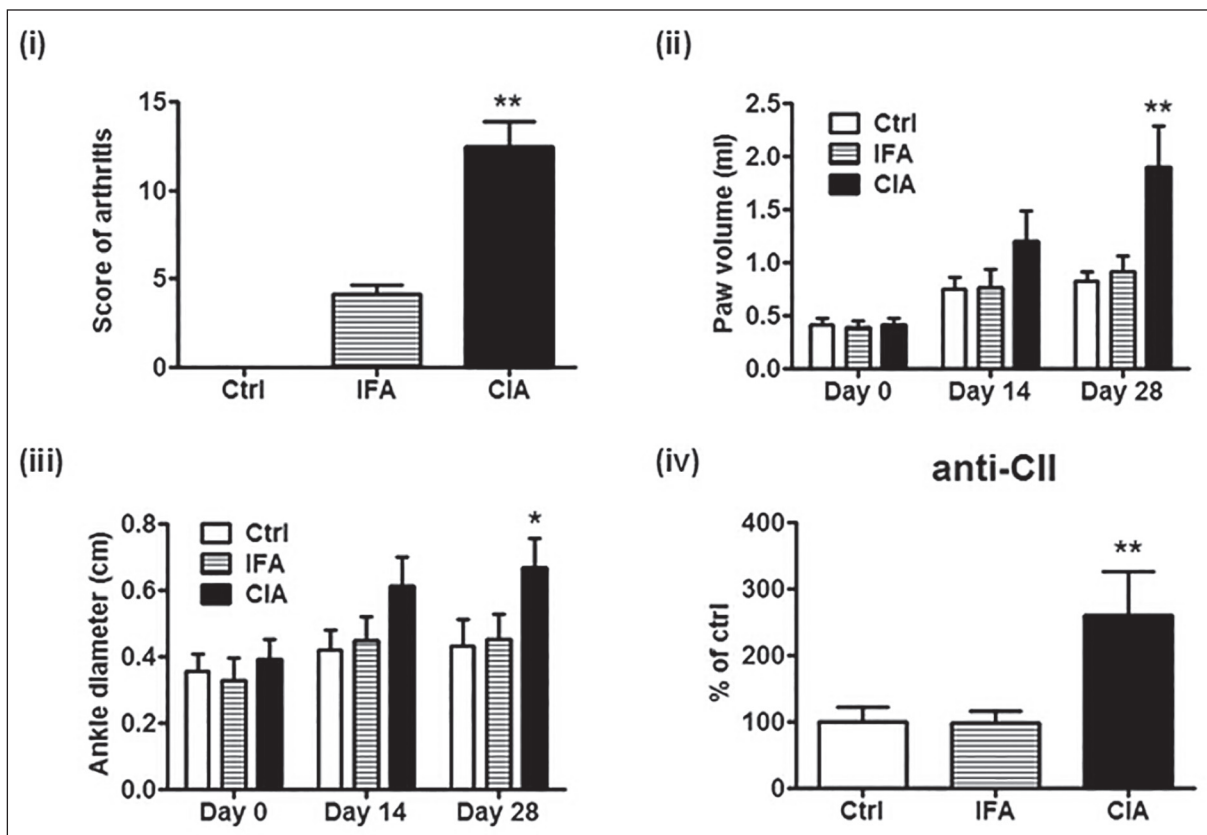 (i)
Score of arthritis
15
10
5
0
**
Ctrl IFA CIA
(ii)
Paw volume (ml)
2.5
2.0
1.5
1.0
0.5
0.0
Ctrl
IFA
CIA
**
Day 0 Day 14 Day 28
(iii)
Ankle diameter (cm)
0.8
0.6
0.4
0.2
0.0
Ctrl
IFA
CIA
*
Day 0 Day 14 Day 28
(iv)
anti-CII
% of ctrl
400
300
200
100
0
**
Ctrl IFA CIA